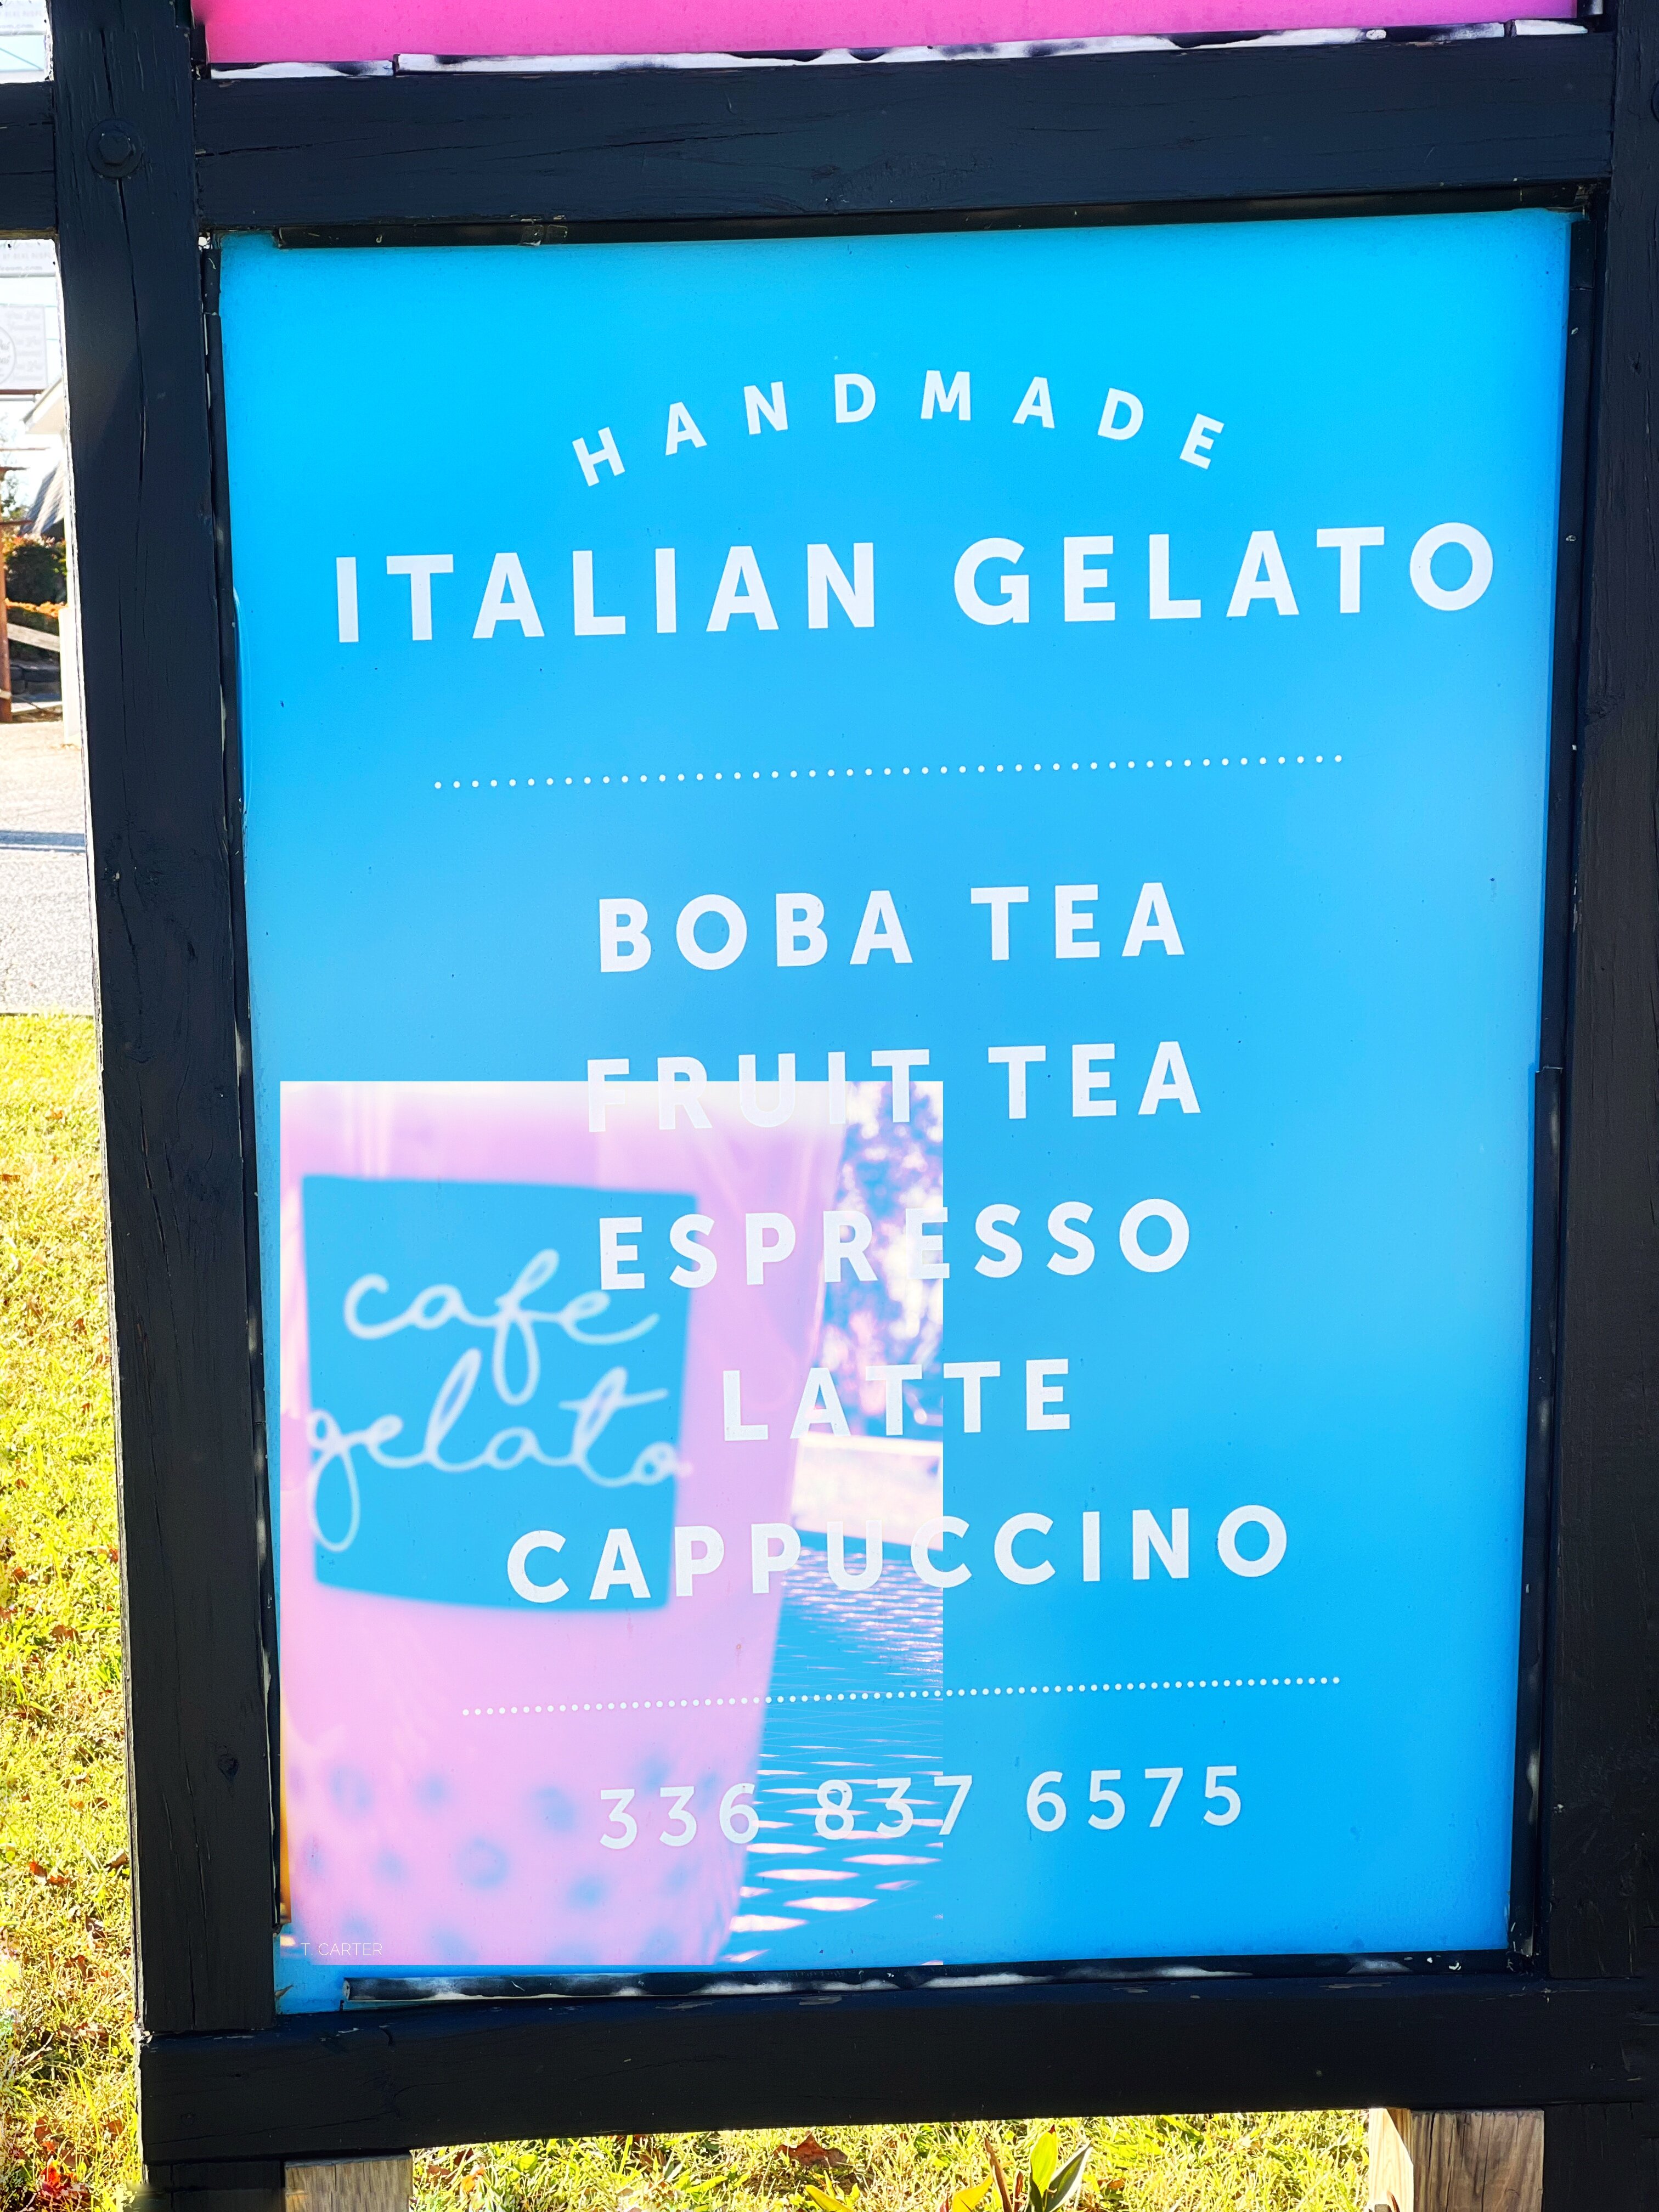 HANDMADE
ITALIAN GELATO
BOBA TEA
FRUIT TEA
ESPRESSO
LATTE
CAPPUCCINO
336 837 6575
cafe
gelato
T. CARTER